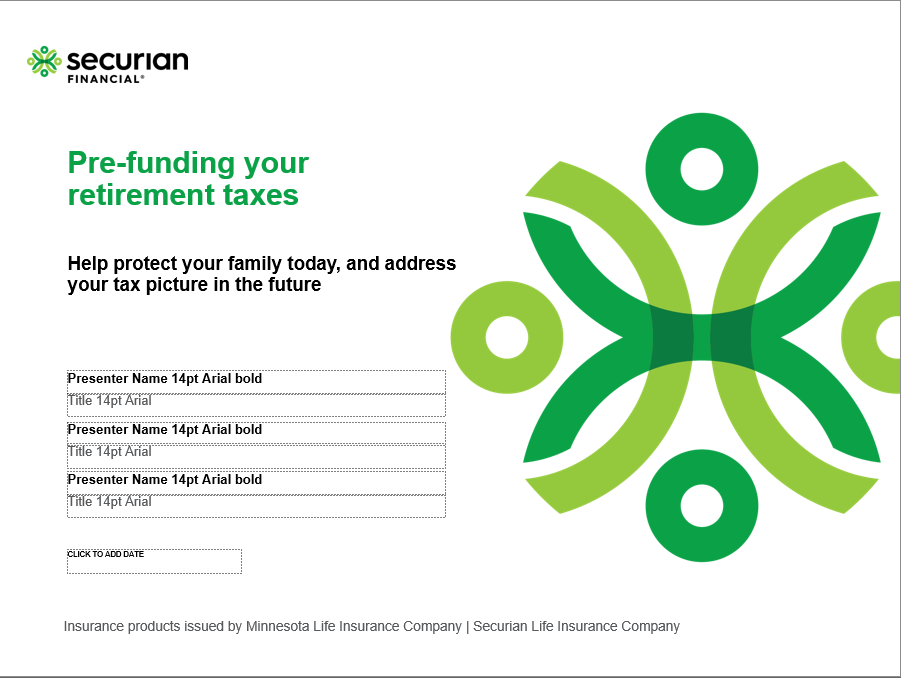 securian
FINANCIAL®
Pre-funding your
retirement taxes
Help protect your family today, and address
your tax picture in the future
Presenter Name 14pt Arial bold
Title 14pt Arial
Presenter Name 14pt Arial bold
Title 14pt Arial
Presenter Name 14pt Arial bold
Title 14pt Arial
CLICK TO ADD DATE
Insurance products issued by Minnesota Life Insurance Company | Securian Life Insurance Company